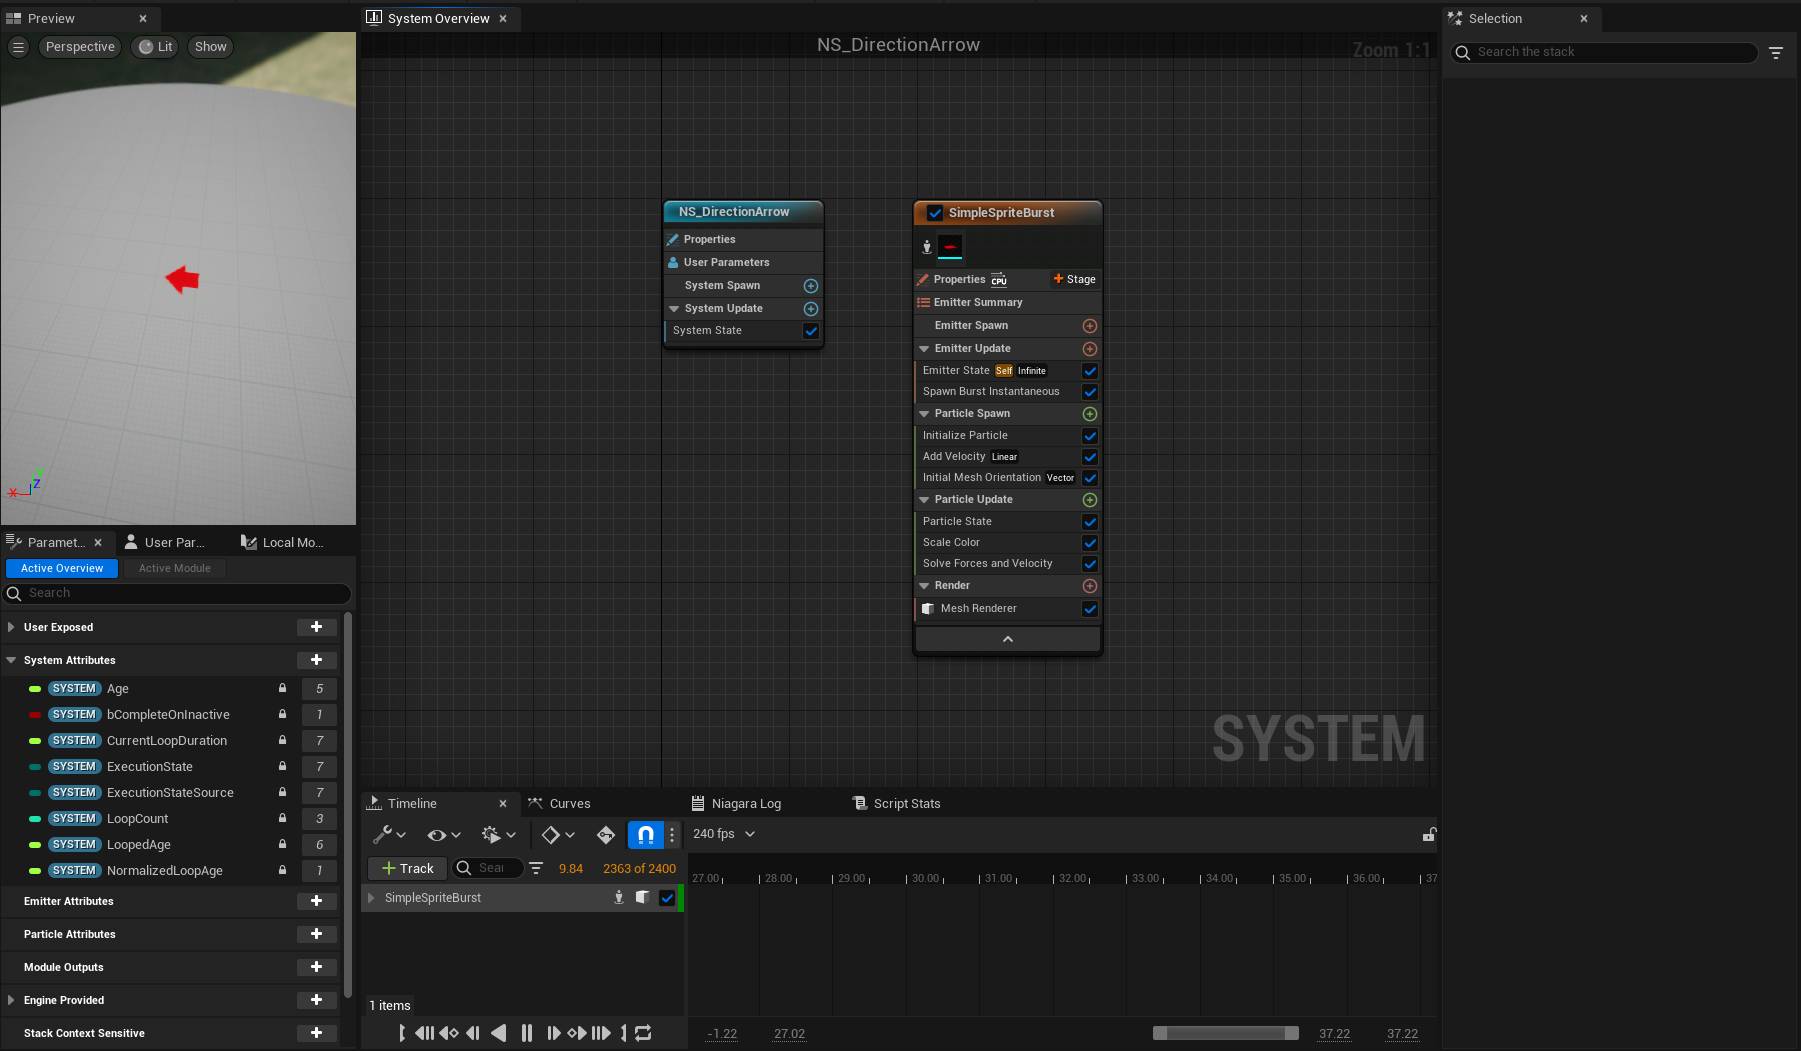 Preview
System Overview
Selection
Perspective
Lit
Show
NS_DirectionArrow
Zoom 1:1
Search the stack
NS_DirectionArrow
Properties
User Parameters
System Spawn
System Update
System State
SimpleSpriteBurst
Properties CPU
Stage
Emitter Summary
Emitter Spawn
Emitter Update
Emitter State Self Infinite
Spawn Burst Instantaneous
Particle Spawn
Initialize Particle
Add Velocity Linear
Initial Mesh Orientation Vector
Particle Update
Particle State
Scale Color
Solve Forces and Velocity
Render
Mesh Renderer
SYSTEM
X
Y
Z
Paramet...
User Par...
Local Mo...
Active Overview
Active Module
Search
User Exposed
System Attributes
SYSTEM Age 5
SYSTEM bCompleteOnInactive 1
SYSTEM CurrentLoopDuration 7
SYSTEM ExecutionState 7
SYSTEM ExecutionStateSource 7
SYSTEM LoopCount 3
SYSTEM LoopedAge 6
SYSTEM NormalizedLoopAge 1
Emitter Attributes
Particle Attributes
Module Outputs
Engine Provided
Stack Context Sensitive
Timeline
Curves
Niagara Log
Script Stats
240 fps
Track
Sear
9.84
2363 of 2400
27.00 28.00 29.00 30.00 31.00 32.00 33.00 34.00 35.00 36.00 37
SimpleSpriteBurst
1 items
-1.22
27.02
37.22
37.22